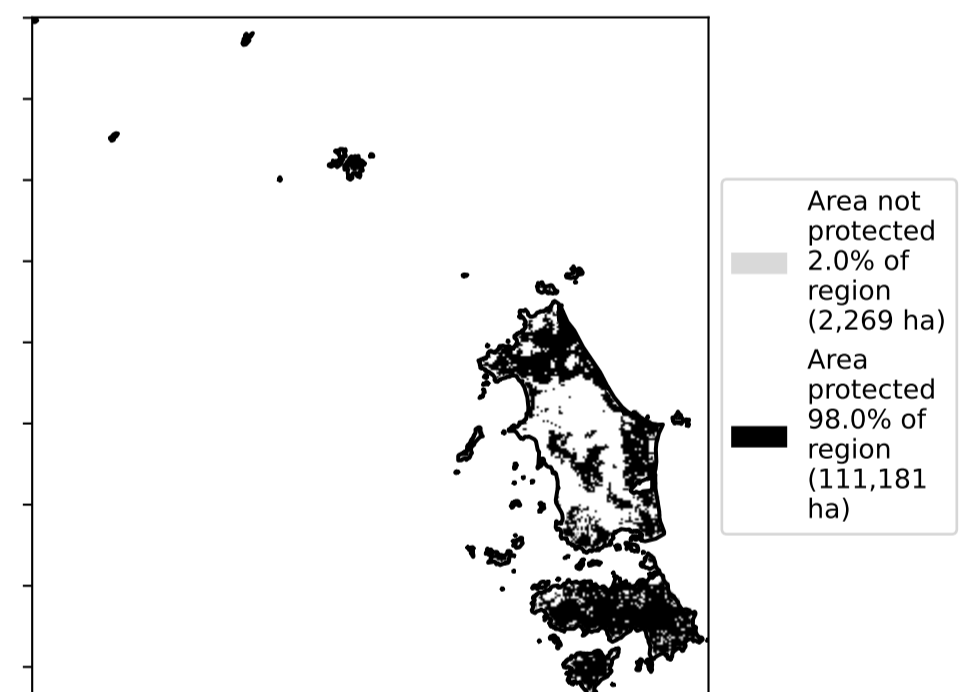 Area not
protected
2.0% of
region
(2,269 ha)
Area
protected
98.0% of
region
(111,181
ha)